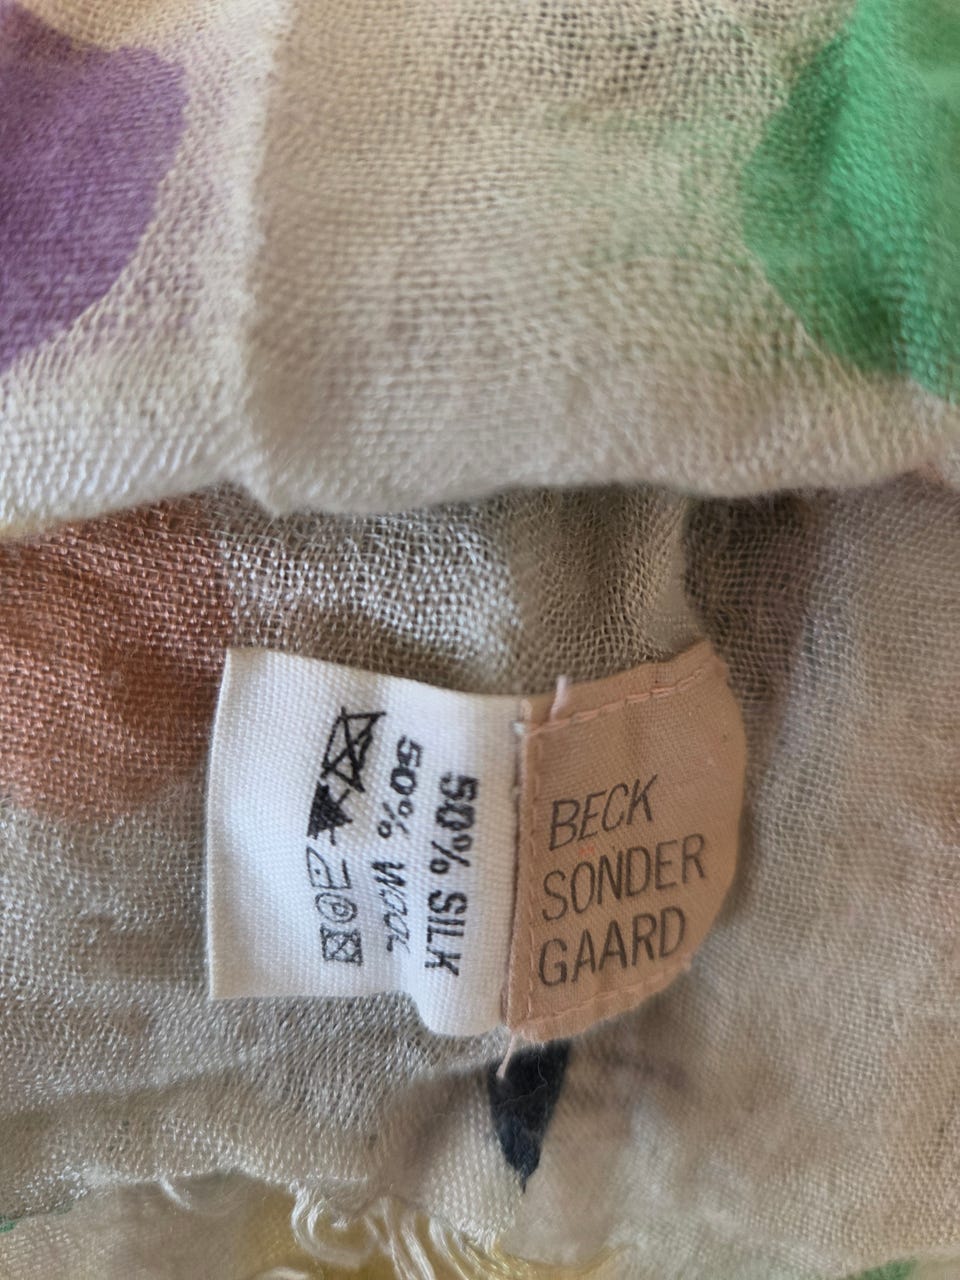 BECK
SONDER
GAARD
50% SILK
50% WOOL